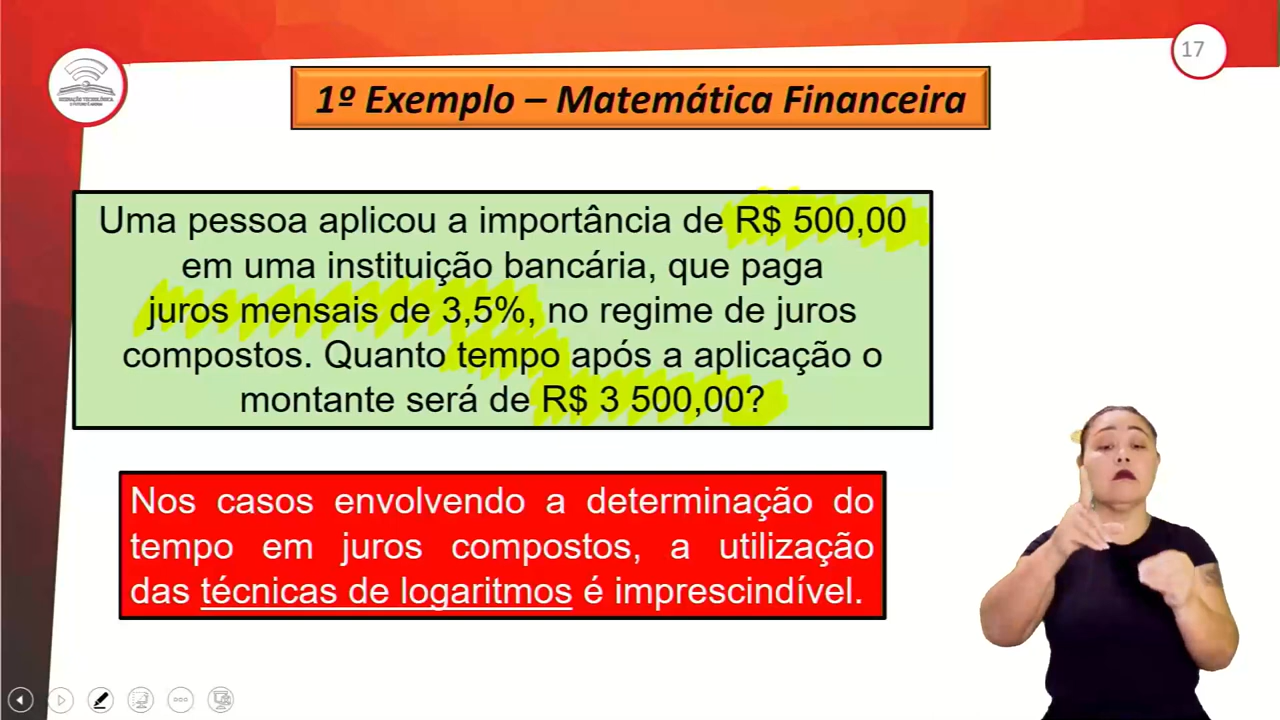 17
1º Exemplo – Matemática Financeira
Uma pessoa aplicou a importância de R$ 500,00
em uma instituição bancária, que paga
juros mensais de 3,5%, no regime de juros
compostos. Quanto tempo após a aplicação o
montante será de R$ 3 500,00?
Nos casos envolvendo a determinação do
tempo em juros compostos, a utilização
das técnicas de logaritmos é imprescindível.